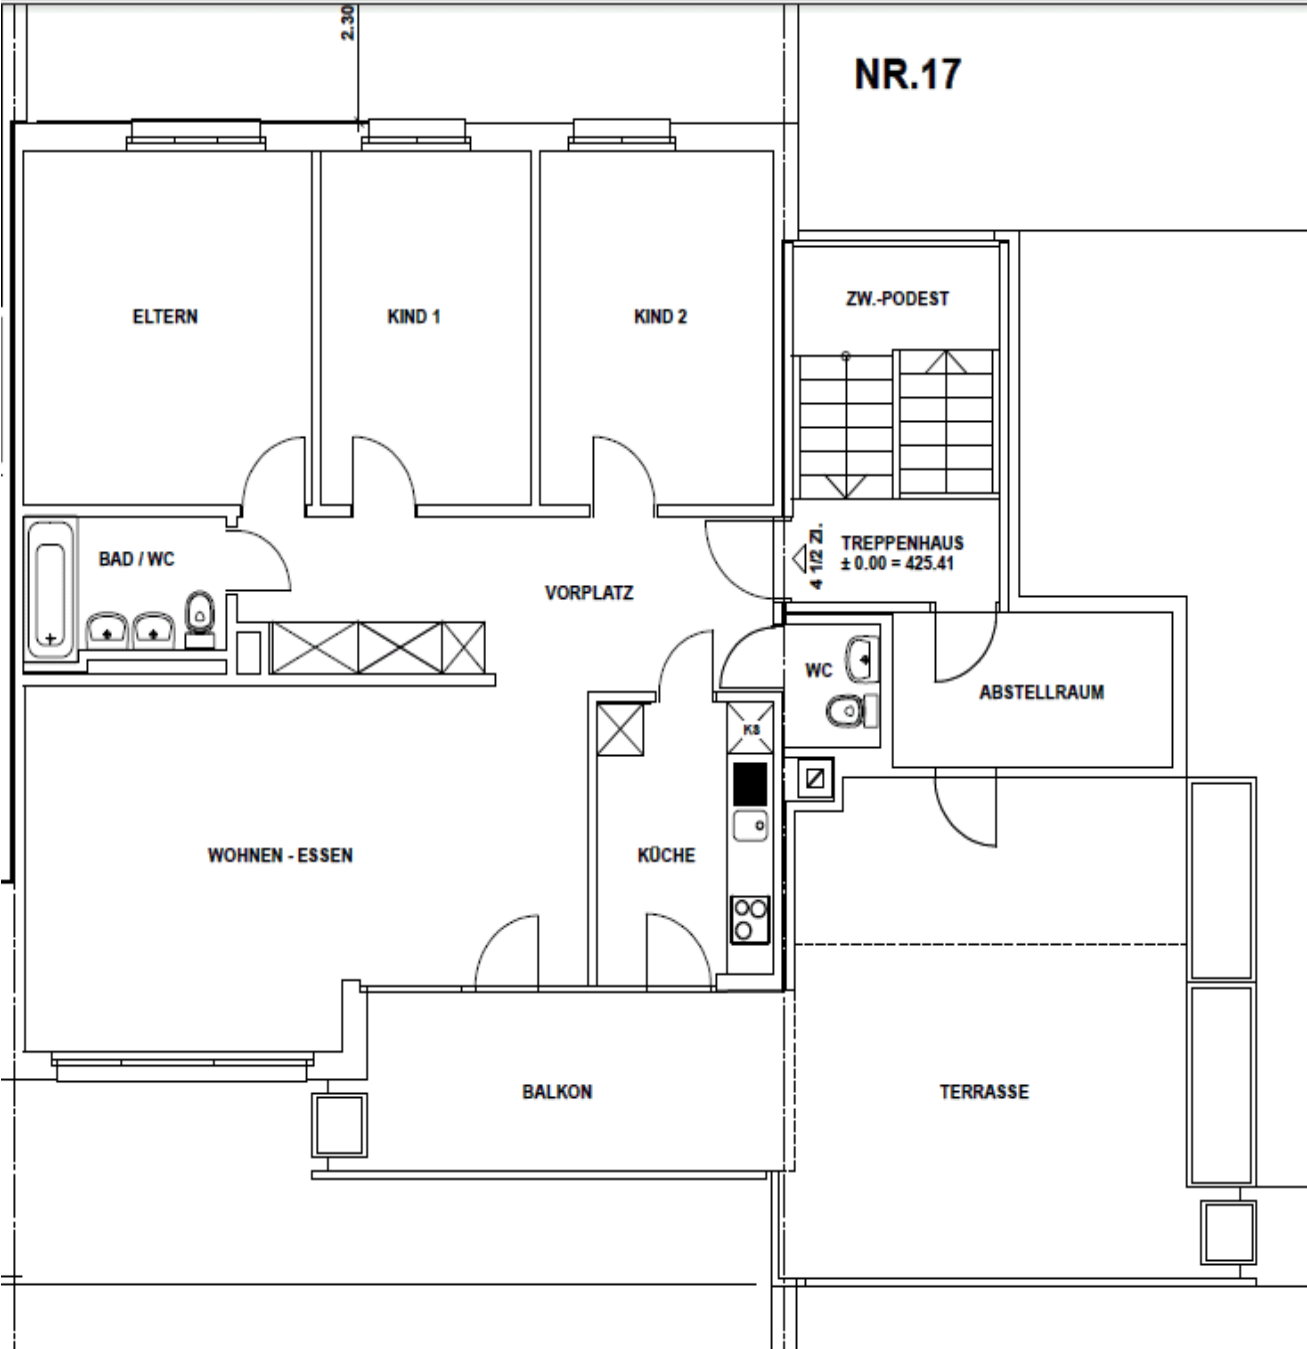 2.30
NR.17
ZW.-PODEST
ELTERN
KIND 1
KIND 2
4 1/2 ZI.
TREPPENHAUS
± 0.00 = 425.41
BAD / WC
VORPLATZ
WC
ABSTELLRAUM
KS
WOHNEN - ESSEN
KÜCHE
BALKON
TERRASSE